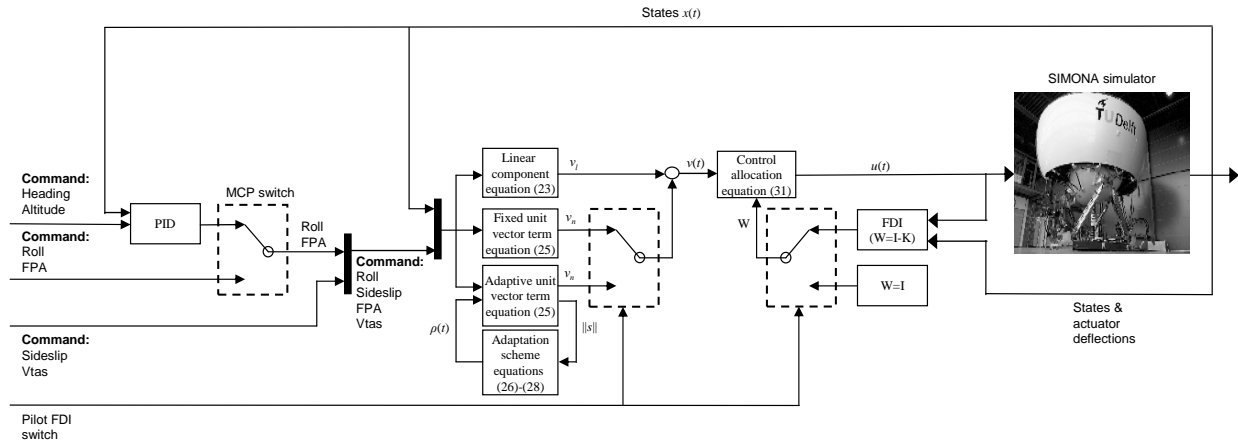 States x(t)
SIMONA simulator
TUDelft
Command:
Heading
Altitude
PID
MCP switch
Roll
FPA
Command:
Roll
FPA
Command:
Roll
Sideslip
FPA
Vtas
Command:
Sideslip
Vtas
Pilot FDI
switch
Linear
component
equation (23)
v_l
Fixed unit
vector term
equation (25)
v_n
Adaptive unit
vector term
equation (25)
v_n
ρ(t)
||s||
Adaptation
scheme
equations
(26)-(28)
v(t)
Control
allocation
equation (31)
u(t)
W
FDI
(W=I-K)
W=I
States &
actuator
deflections